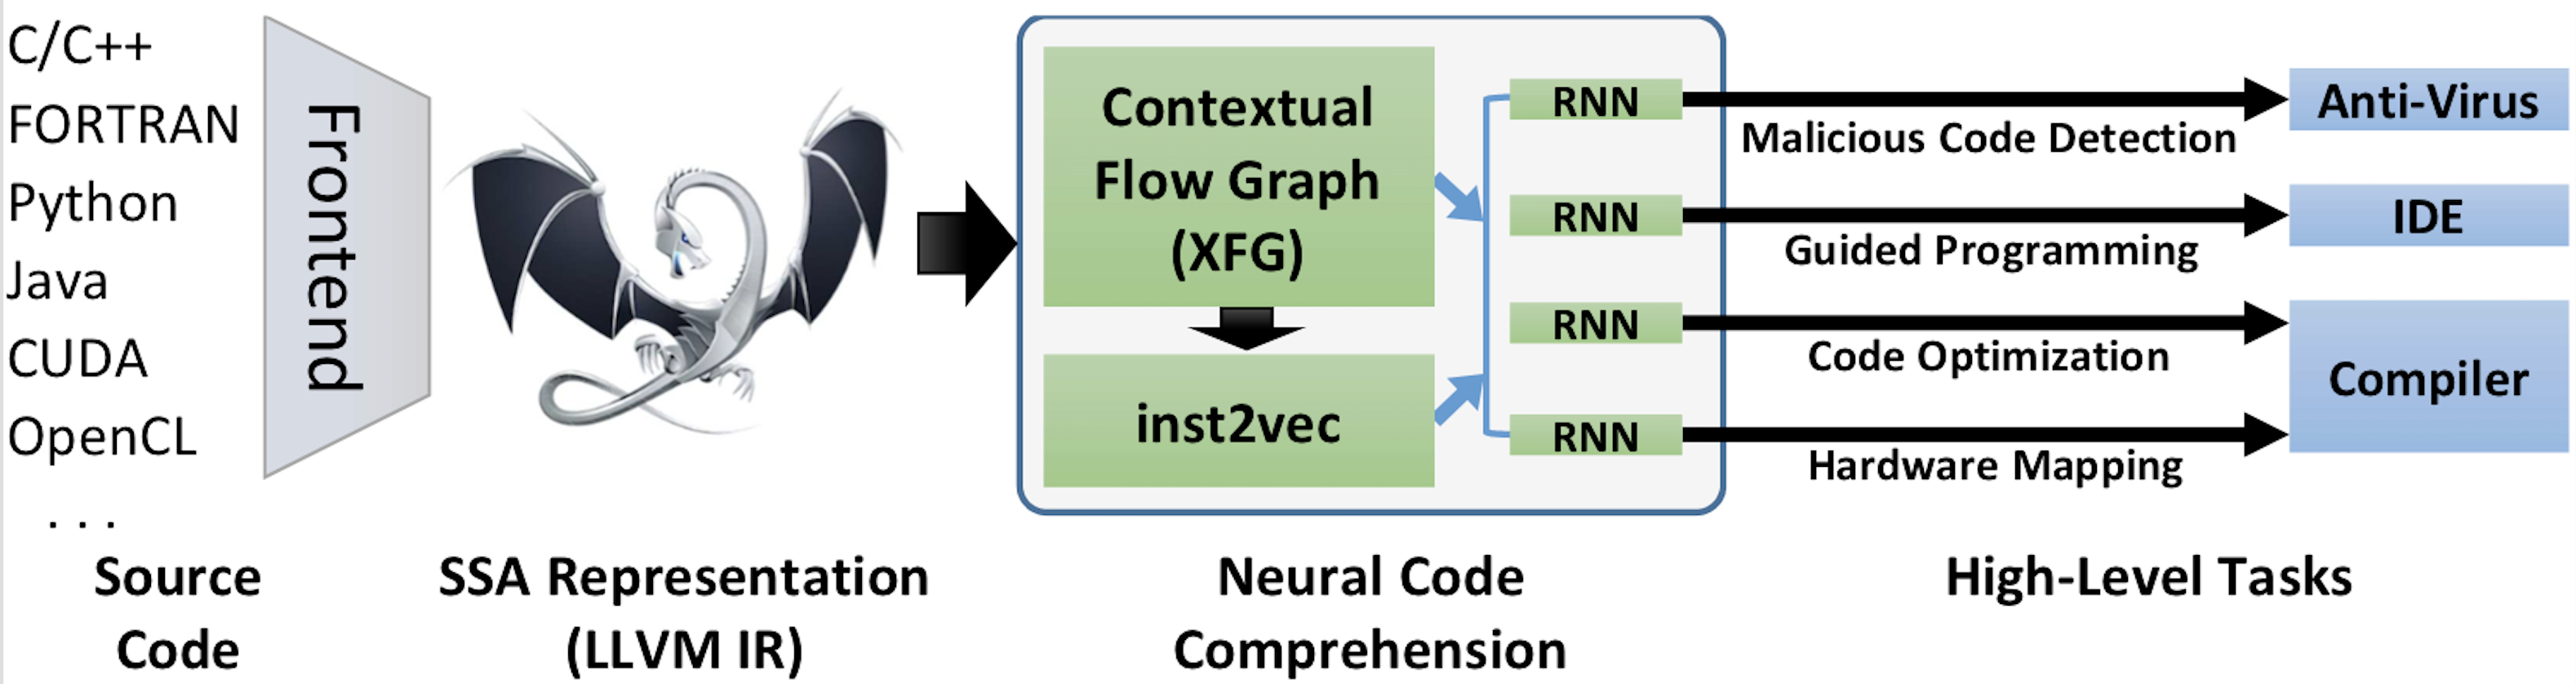 C/C++
FORTRAN
Python
Java
CUDA
OpenCL
. . .
Frontend
Contextual
Flow Graph
(XFG)
inst2vec
RNN
RNN
RNN
RNN
Malicious Code Detection
Guided Programming
Code Optimization
Hardware Mapping
Anti-Virus
IDE
Compiler
Source
Code
SSA Representation
(LLVM IR)
Neural Code
Comprehension
High-Level Tasks